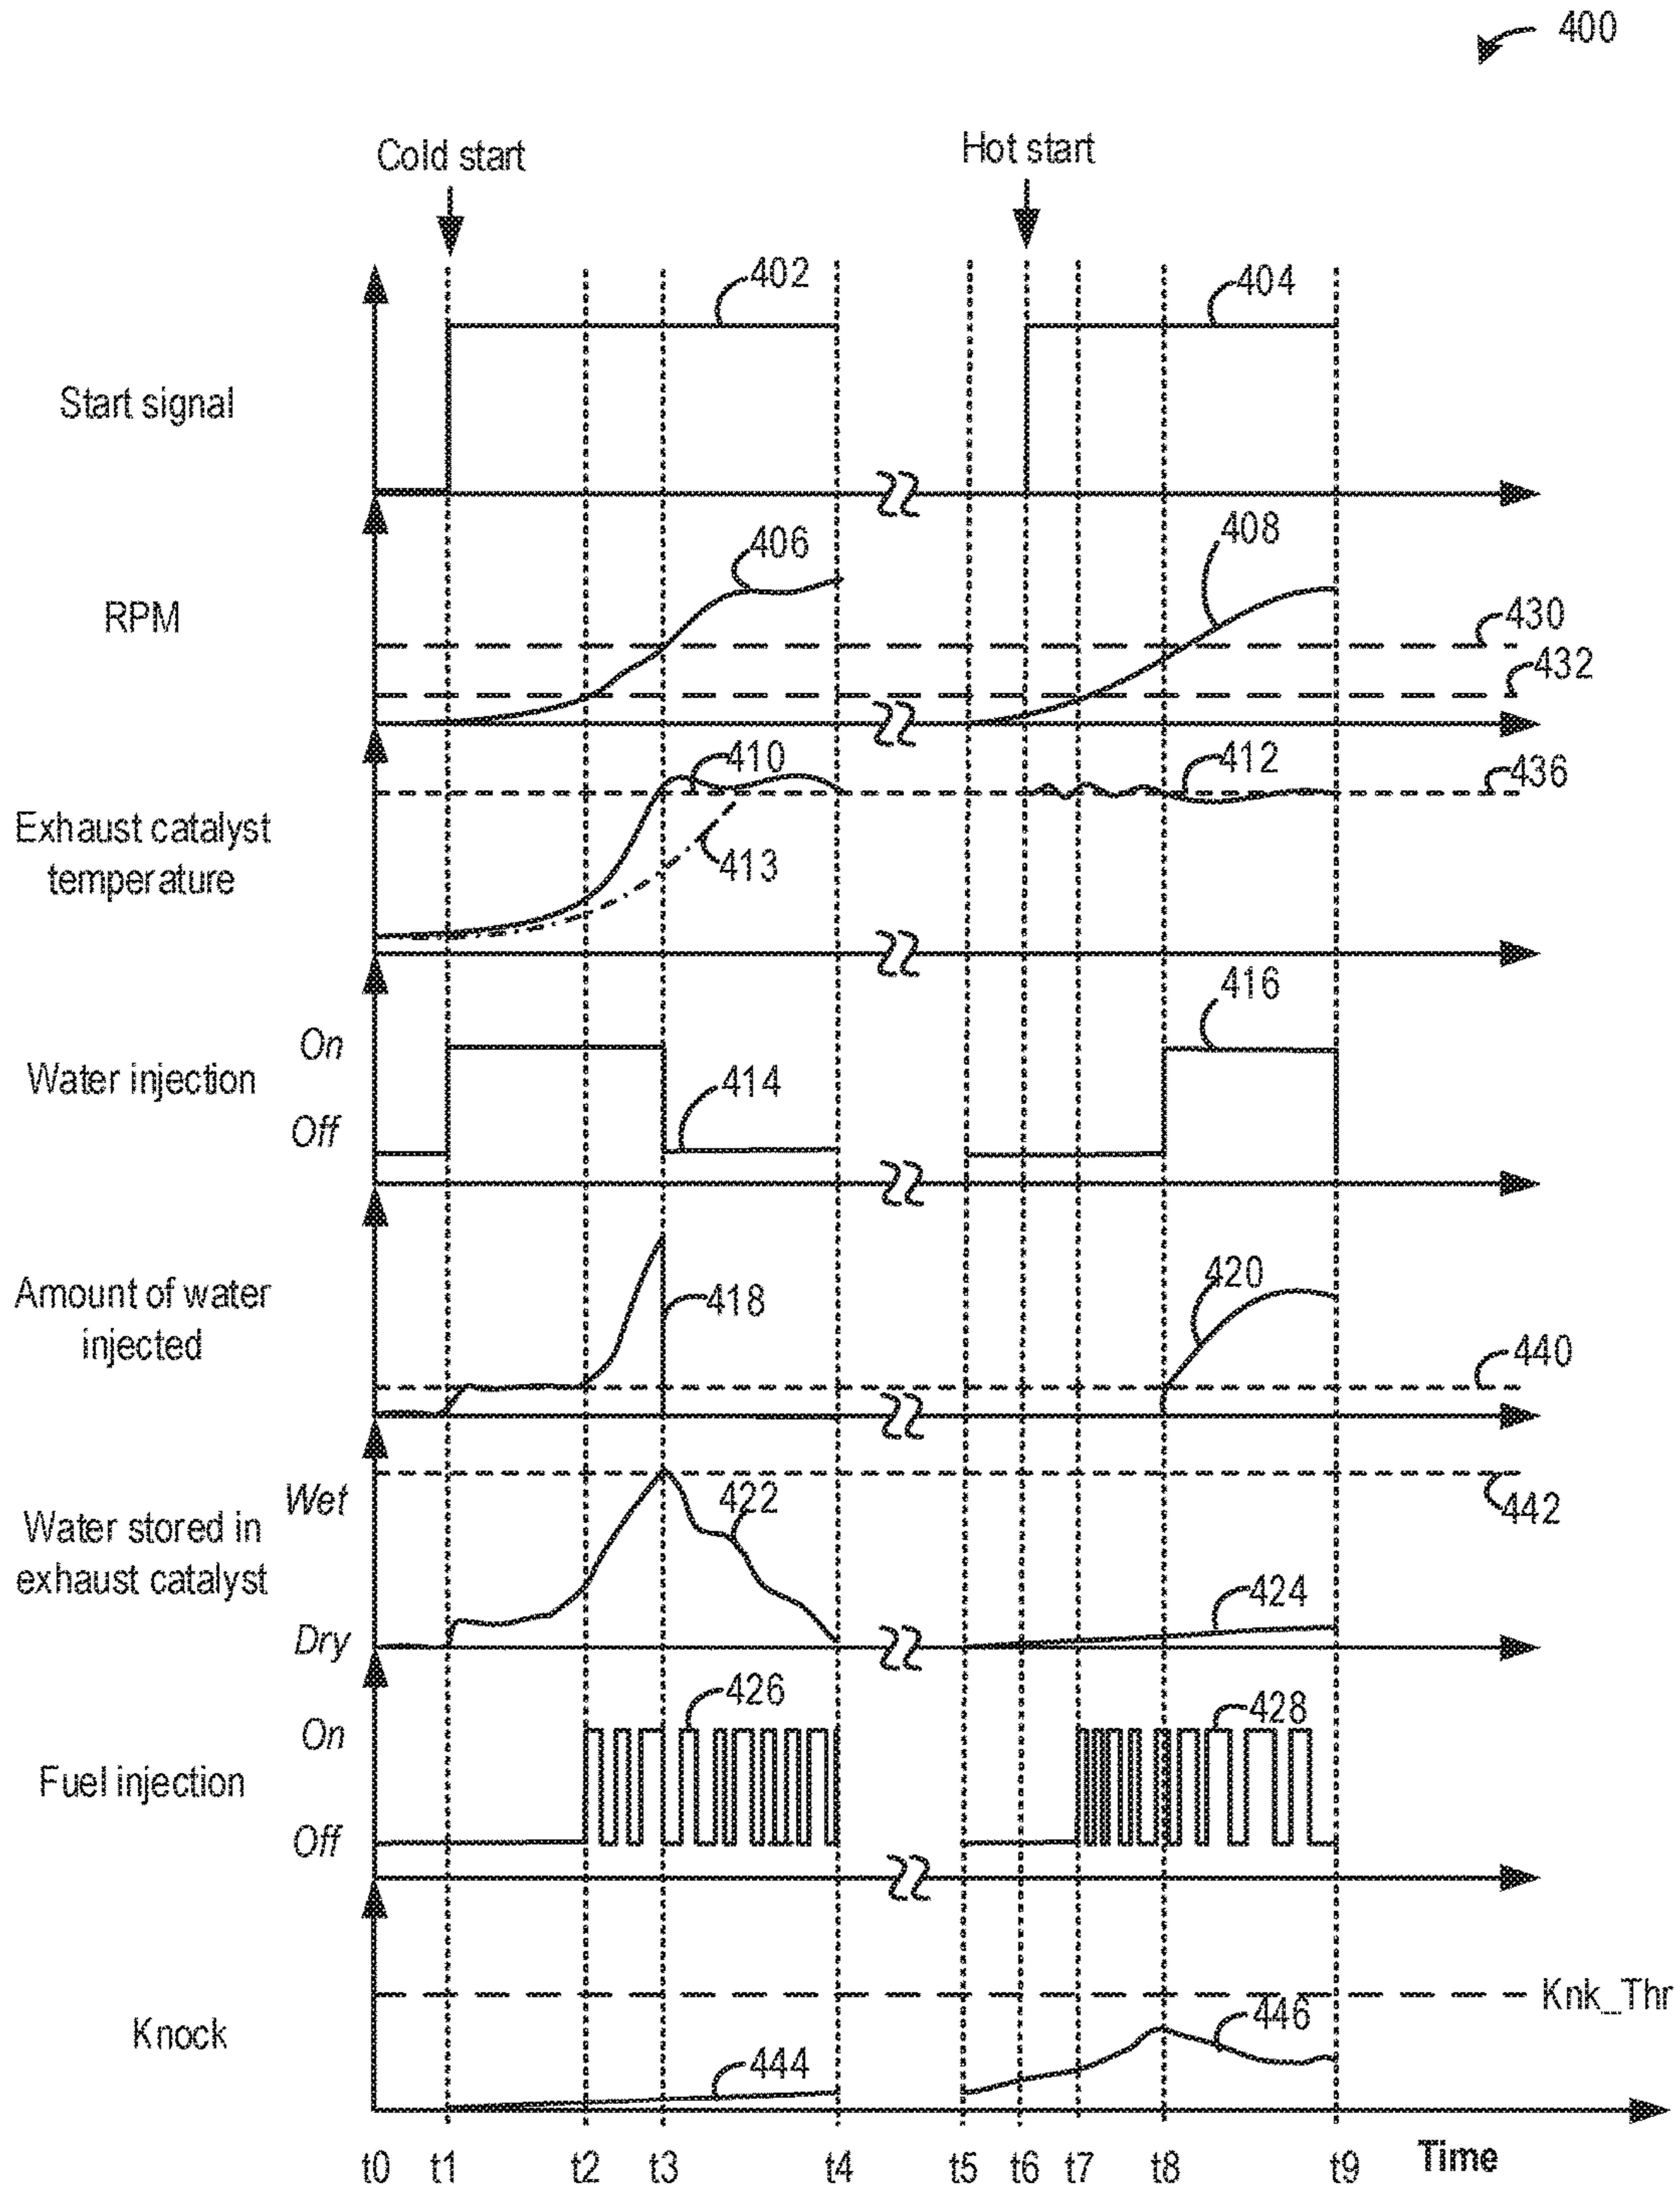 400
Cold start
Hot start
402
404
Start signal
406
408
RPM
430
432
410
412
436
Exhaust catalyst
temperature
413
416
On
Water injection
414
Off
420
Amount of water
injected
418
440
Wet
422
442
Water stored in
exhaust catalyst
424
Dry
426
428
On
Fuel injection
Off
Knk_Thr
446
Knock
444
t0 t1 t2 t3 t4 t5 t6 t7 t8 t9 Time